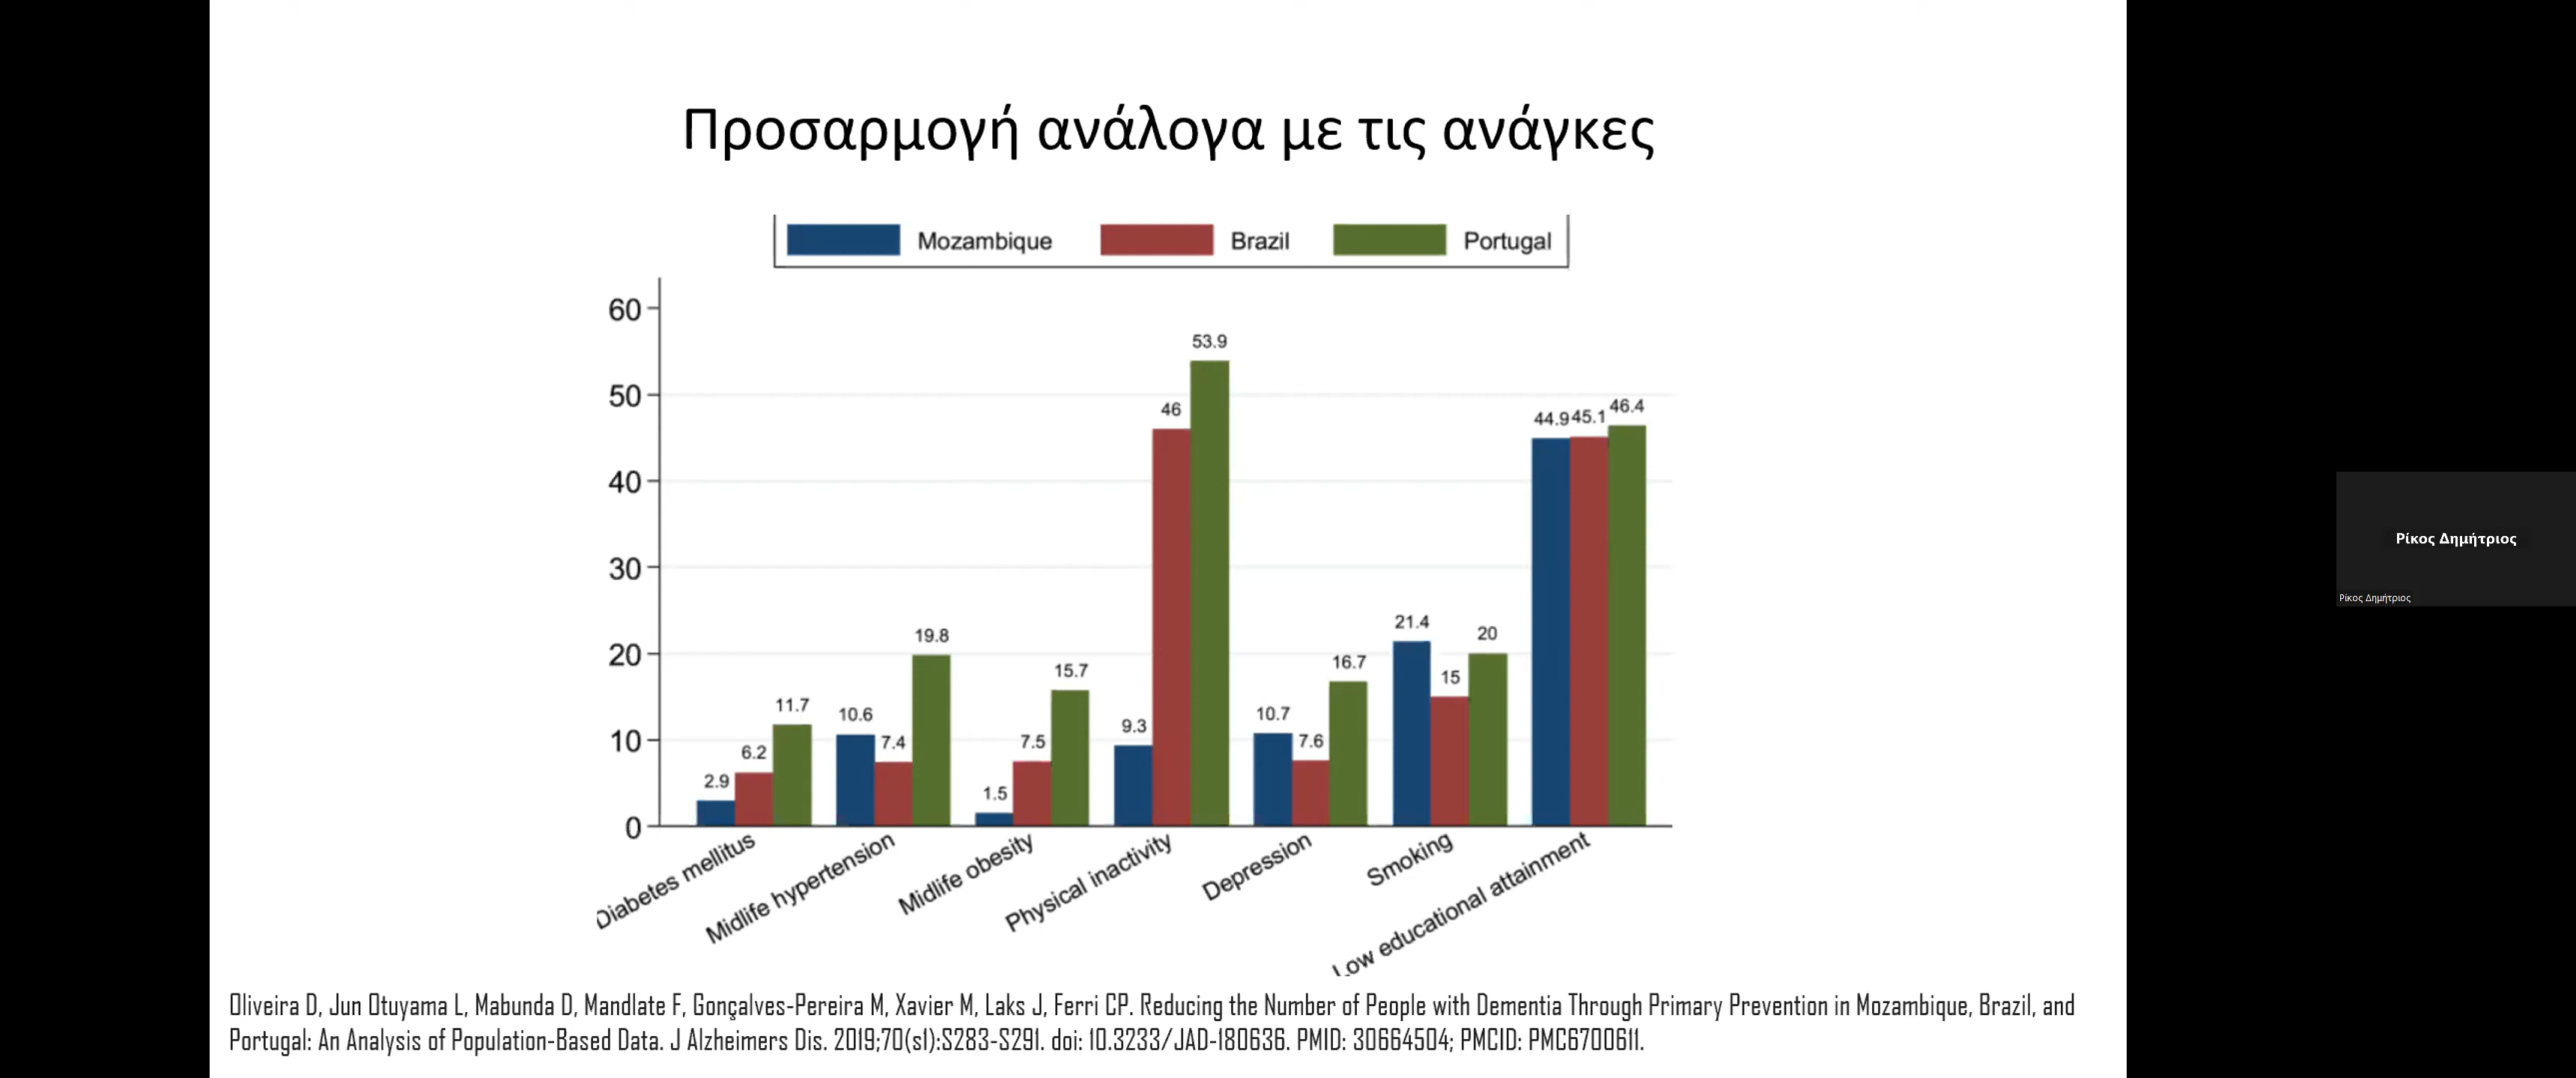 Προσαρμογή ανάλογα με τις ανάγκες
Mozambique Brazil Portugal
60
50
40
30
20
10
0
2.9 6.2 11.7
10.6 7.4 19.8
1.5 7.5 15.7
9.3 46 53.9
10.7 7.6 16.7
21.4 15 20
44.9 45.1 46.4
Diabetes mellitus
Midlife hypertension
Midlife obesity
Physical inactivity
Depression
Smoking
Low educational attainment
Oliveira D, Jun Otuyama L, Mabunda D, Mandlate F, Gonçalves-Pereira M, Xavier M, Laks J, Ferri CP. Reducing the Number of People with Dementia Through Primary Prevention in Mozambique, Brazil, and
Portugal: An Analysis of Population-Based Data. J Alzheimers Dis. 2019;70(s1):S283-S291. doi: 10.3233/JAD-180636. PMID: 30664504; PMCID: PMC6700611.
Ρίκος Δημήτριος
Ρίκος Δημήτριος